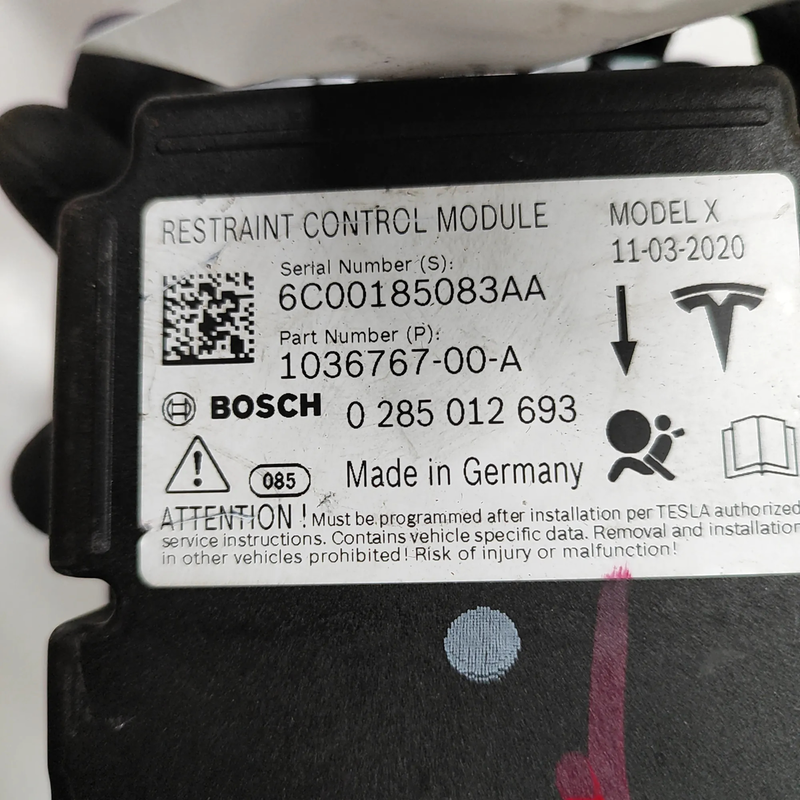 RESTRAINT CONTROL MODULE
MODEL X
11-03-2020
Serial Number (S):
6C00185083AA
Part Number (P):
1036767-00-A
BOSCH 0 285 012 693
085 Made in Germany
ATTENTION ! Must be programmed after installation per TESLA authorized
service instructions. Contains vehicle specific data. Removal and installation
in other vehicles prohibited! Risk of injury or malfunction!